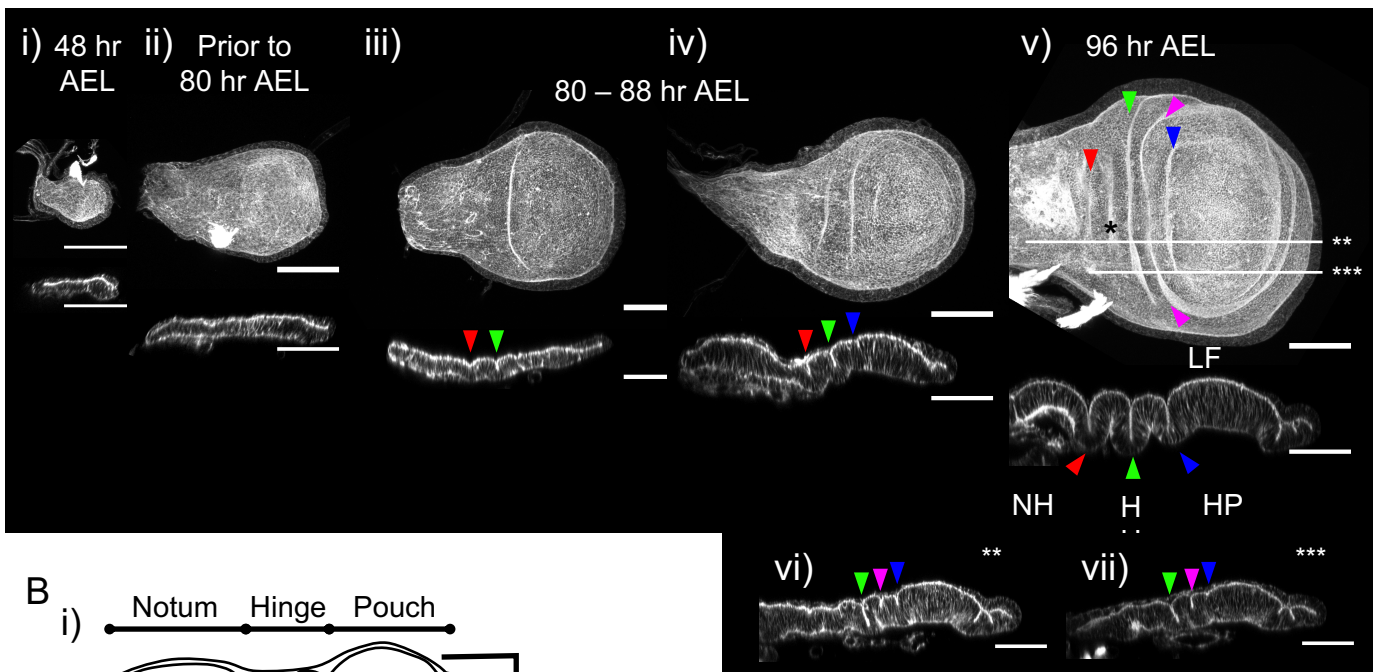 i) 48 hr AEL
ii) Prior to 80 hr AEL
iii)
iv)
80 – 88 hr AEL
v) 96 hr AEL
*
**
***
LF
NH
H
HP
vi)
**
vii)
***
B
i)
Notum Hinge Pouch